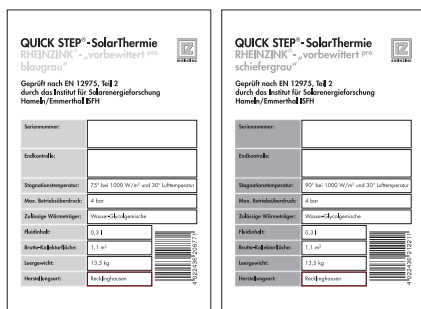 QUICK STEP®-SolarThermie
RHEINZINK®-„vorbewittert pro
blaugrau“
Geprüft nach EN 12975, Teil 2
durch das Institut für Solarenergieforschung
Hameln/Emmerthal ISFH
Seriennummer:
Endkontrolle:
Stagnationstemperatur: 75° bei 1000 W/m² und 30° Lufttemperatur
Max. Betriebsüberdruck: 4 bar
Zulässige Wärmeträger: Wasser-Glycolgemische
Fluidinhalt: 0,3 l
Brutto-Kollektorfläche: 1,1 m²
Leergewicht: 13,5 kg
Herstellungsort: Recklinghausen
QUICK STEP®-SolarThermie
RHEINZINK®-„vorbewittert pro
schiefergrau“
Geprüft nach EN 12975, Teil 2
durch das Institut für Solarenergieforschung
Hameln/Emmerthal ISFH
Seriennummer:
Endkontrolle:
Stagnationstemperatur: 90° bei 1000 W/m² und 30° Lufttemperatur
Max. Betriebsüberdruck: 4 bar
Zulässige Wärmeträger: Wasser-Glycolgemische
Fluidinhalt: 0,3 l
Brutto-Kollektorfläche: 1,1 m²
Leergewicht: 13,5 kg
Herstellungsort: Recklinghausen